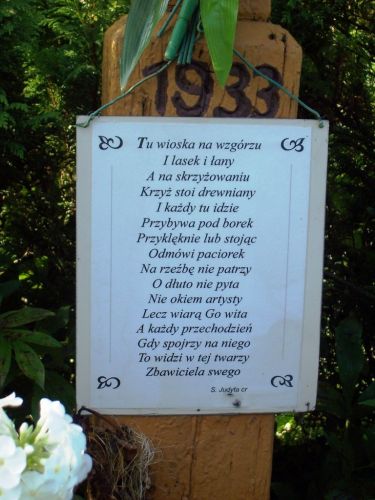 1933
Tu wioska na wzgórzu
I lasek i łany
A na skrzyżowaniu
Krzyż stoi drewniany
I każdy tu idzie
Przybywa pod borek
Przyklęknie lub stojąc
Odmówi paciorek
Na rzeźbę nie patrzy
O dłuto nie pyta
Nie okiem artysty
Lecz wiarą Go wita
A każdy przechodzień
Gdy spojrzy na niego
To widzi w tej twarzy
Zbawiciela swego
S. Judyta cr